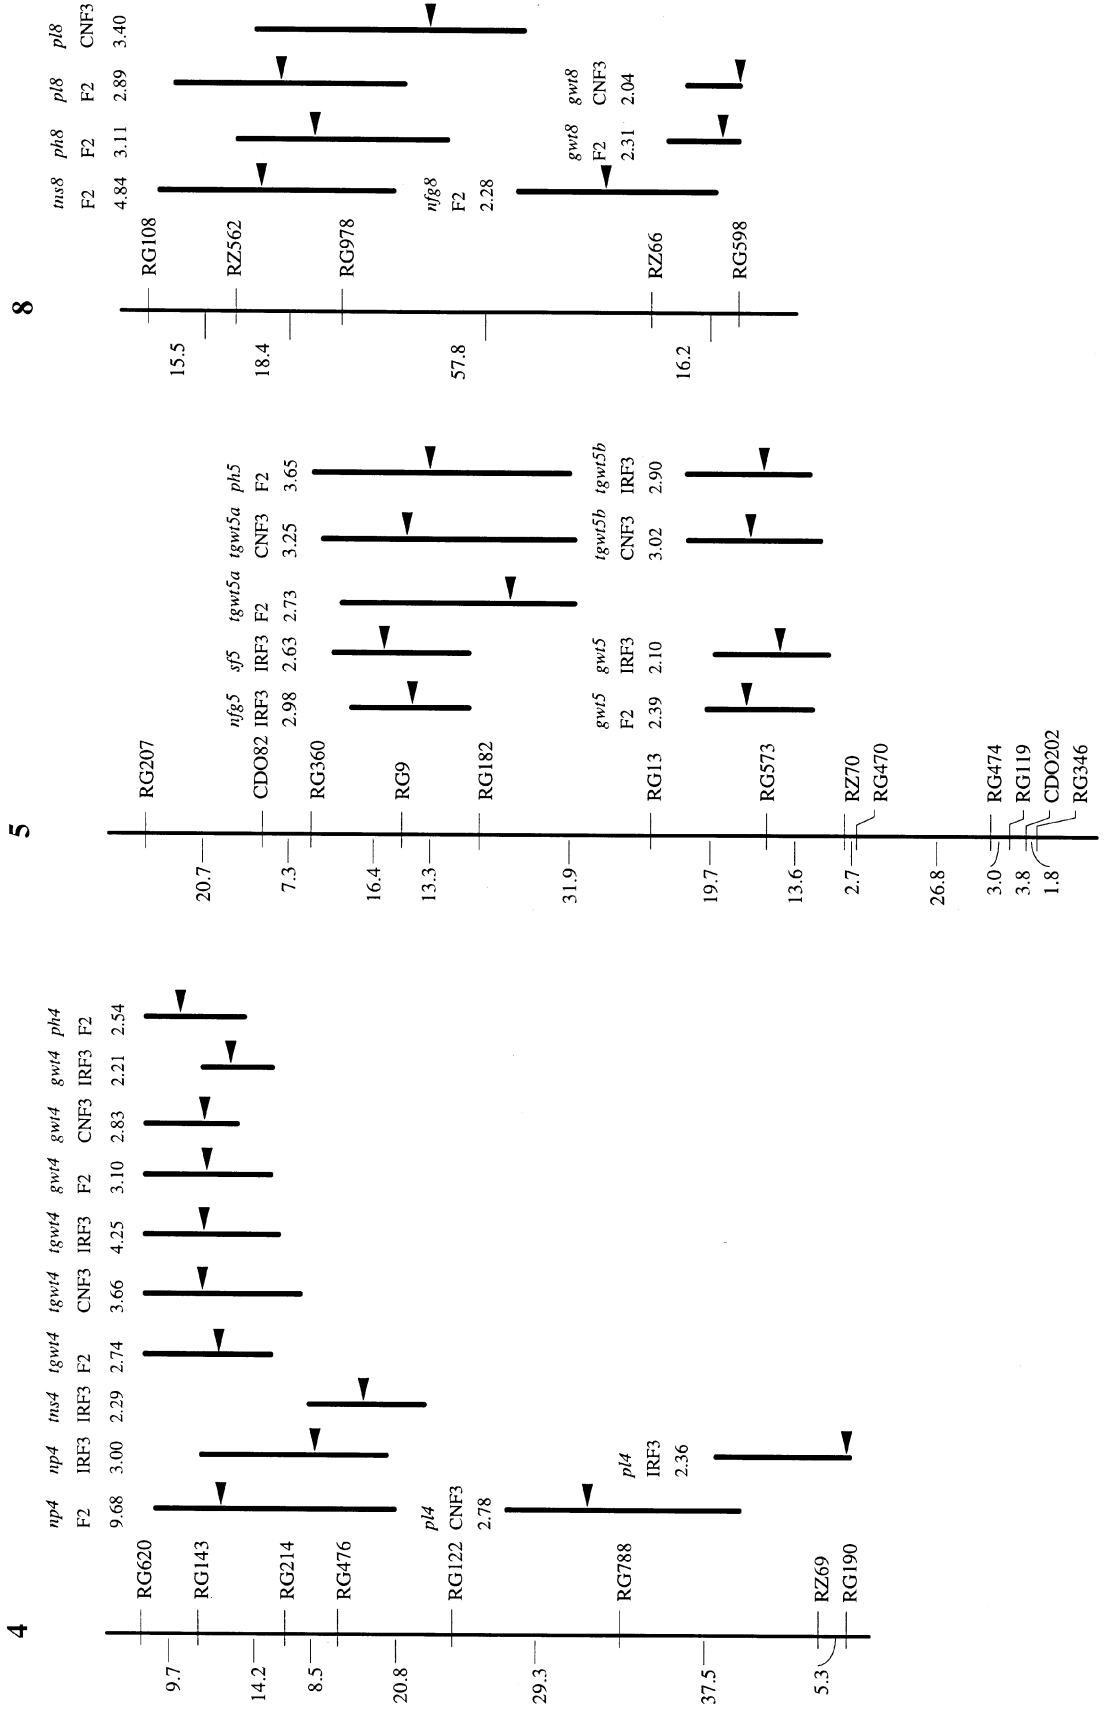 4
np4 np4 tns4 tgwt4 tgwt4 tgwt4 gwt4 gwt4 gwt4 ph4
F2 IRF3 IRF3 F2 CNF3 IRF3 F2 CNF3 IRF3 F2
9.68 3.00 2.29 2.74 3.66 4.25 3.10 2.83 2.21 2.54
RG620
9.7
RG143
14.2
RG214
8.5
RG476
20.8
RG122
29.3
RG788
37.5
RZ69
5.3
RG190
pl4
CNF3
2.78
pl4
IRF3
2.36
5
RG207
20.7
CDO82
7.3
RG360
16.4
RG9
13.3
RG182
31.9
RG13
19.7
RG573
13.6
RZ70
2.7
RG470
26.8
RG474
3.0
RG119
3.8
CDO202
1.8
RG346
nfg5 sf5 tgwt5a tgwt5a ph5
IRF3 IRF3 F2 CNF3 F2
2.98 2.63 2.73 3.25 3.65
gwt5 gwt5 tgwt5b tgwt5b
F2 IRF3 CNF3 IRF3
2.39 2.10 3.02 2.90
8
tns8 ph8 pl8 pl8
F2 F2 F2 CNF3
4.84 3.11 2.89 3.40
RG108
15.5
RZ562
18.4
RG978
57.8
RZ66
16.2
RG598
nfg8
F2
2.28
gwt8 gwt8
F2 CNF3
2.31 2.04